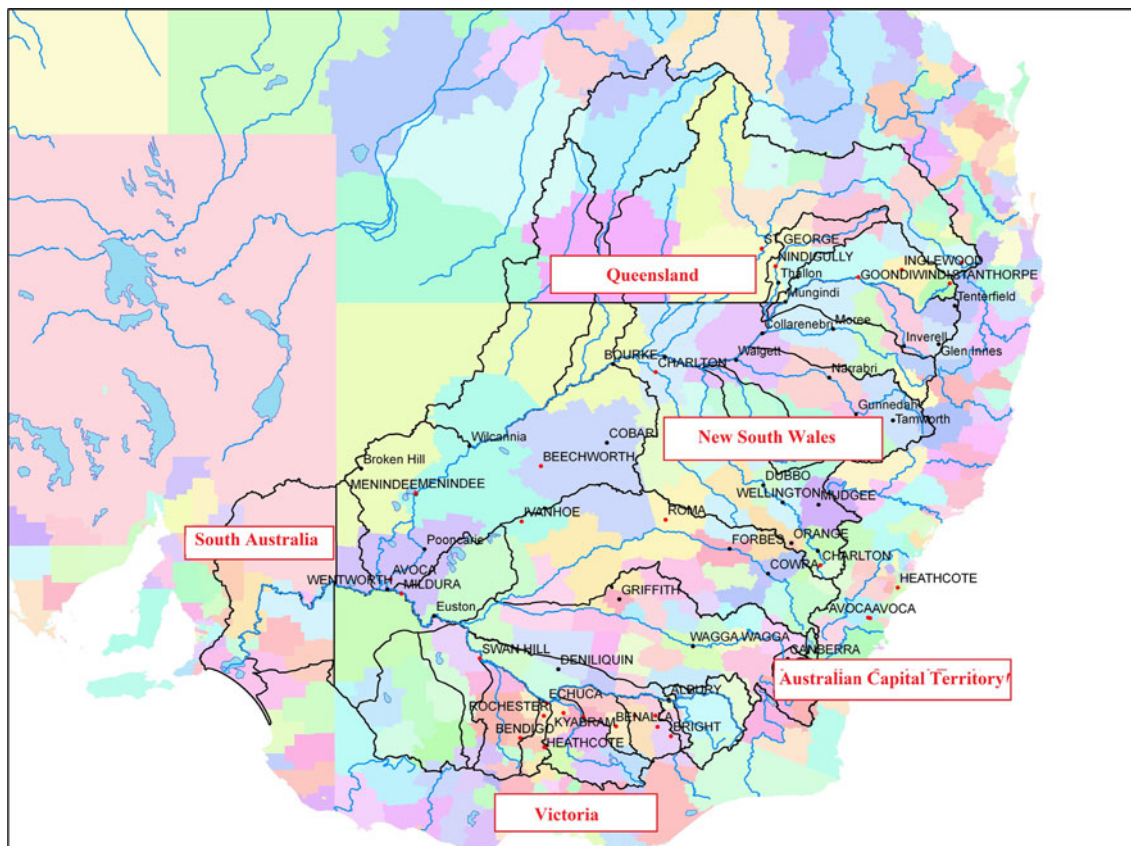 ST GEORGE
Queensland
NINDIGULLY
INGLEWOOD
Thallon
GOONDIWINDI
STANTHORPE
Mungindi
Tenterfield
Collarenebri
Moree
Inverell
Glen Innes
BOURKE
CHARLTON
Walgett
Narrabri
Gunnedah
Tamworth
Wilcannia
COBAR
New South Wales
Broken Hill
BEECHWORTH
MENINDEE
MENINDEE
DUBBO
WELLINGTON
MUDGEE
IVANHOE
ROMA
South Australia
Pooncarie
FORBES
ORANGE
CHARLTON
AVOCA
COWRA
WENTWORTH
MILDURA
HEATHCOTE
GRIFFITH
Euston
AVOCA
AVOCA
WAGGA WAGGA
CANBERRA
SWAN HILL
DENILIQUIN
Australian Capital Territory
ALBURY
ECHUCA
ROCHESTER
KYABRAM
BENALLA
BRIGHT
BENDIGO
HEATHCOTE
Victoria